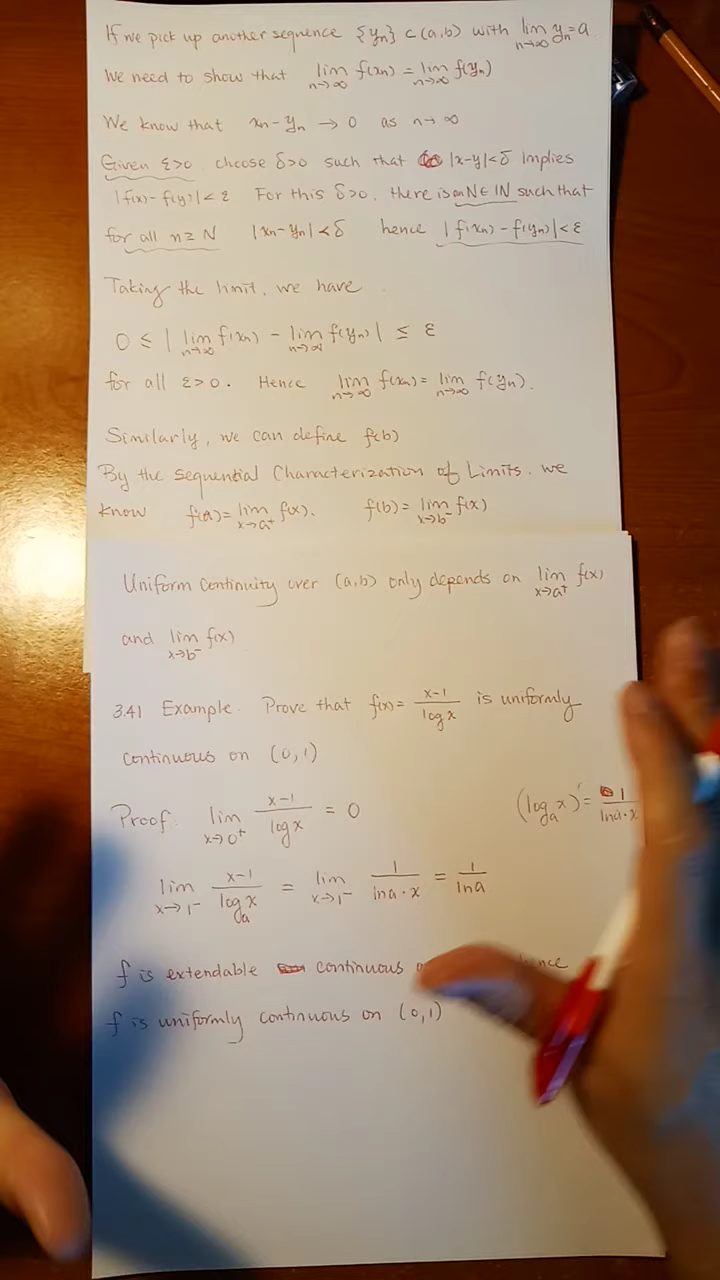 If we pick up another sequence {yn} ⊂ (a,b) with lim n→∞ yn = a.
We need to show that lim n→∞ f(xn) = lim n→∞ f(yn)
We know that xn - yn → 0 as n→∞
Given ε>0, choose δ>0 such that |x-y|<δ implies
|f(x)-f(y)|<ε For this δ>0, there is an N∈ℕ such that
for all n≥N |xn-yn|<δ hence |f(xn)-f(yn)|<ε
Taking the limit, we have
0 ≤ | lim n→∞ f(xn) - lim n→∞ f(yn) | ≤ ε
for all ε>0. Hence lim n→∞ f(xn) = lim n→∞ f(yn).
Similarly, we can define f(b)
By the Sequential Characterization of Limits, we
know f(a) = lim x→a⁺ f(x). f(b) = lim x→b⁻ f(x)
Uniform continuity over (a,b) only depends on lim x→a⁺ f(x)
and lim x→b⁻ f(x)
3.41 Example. Prove that f(x) = (x-1)/(log x) is uniformly
continuous on (0,1)
Proof: lim x→0⁺ (x-1)/(log x) = 0 (logₐ x)' = 1/(ln a · x)
lim x→1⁻ (x-1)/(logₐ x) = lim x→1⁻ 1/(ln a · x) = 1/(ln a)
f is extendable continuous
f is uniformly continuous on (0,1)